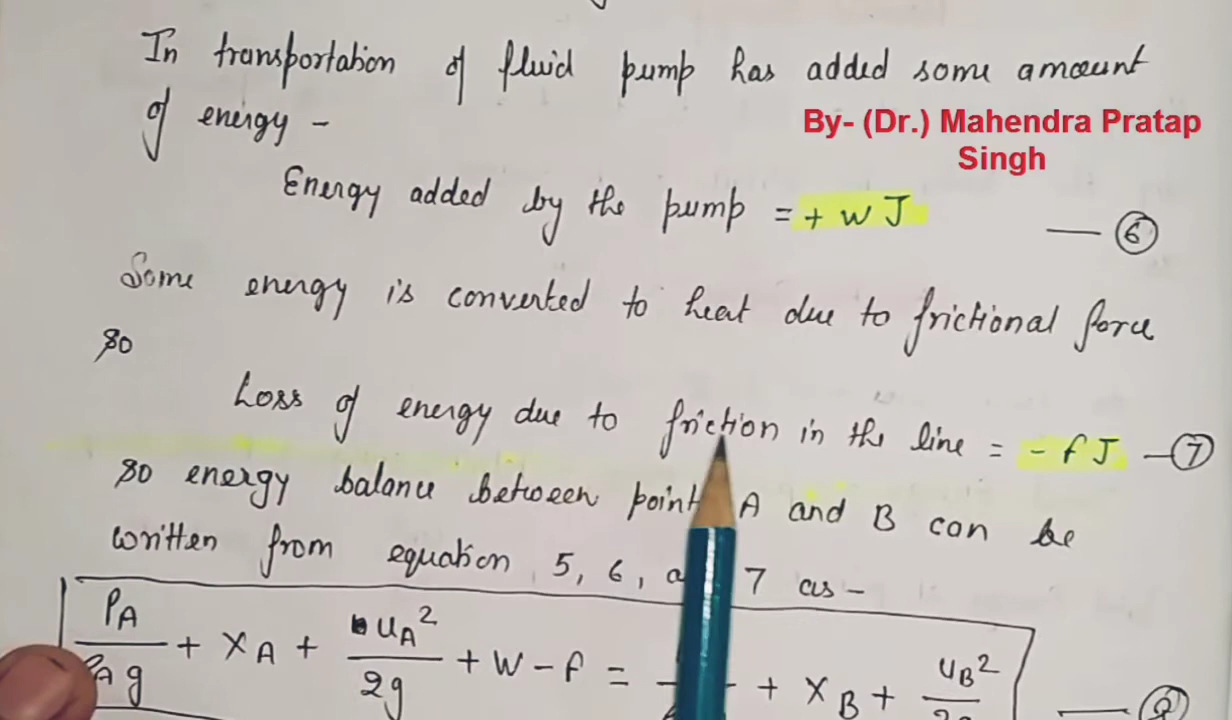 In transportation of fluid pump has added some amount
of energy -
By- (Dr.) Mahendra Pratap
Singh
Energy added by the pump = + W J — 6
Some energy is converted to heat due to frictional force
so
Loss of energy due to friction in the line = - f J — 7
so energy balance between point A and B can be
written from equation 5, 6, 7 as -
PA/ρAg + XA + uA²/2g + W - f = + XB + uB²/2g